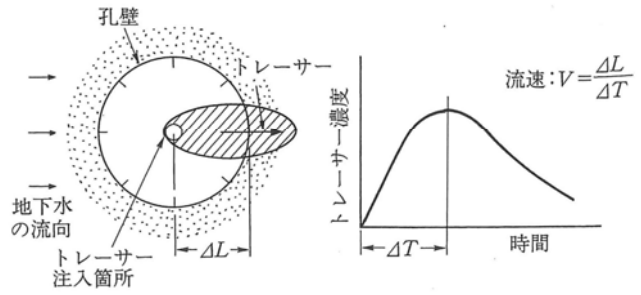 孔壁
トレーサー
地下水
の流向
トレーサー
注入箇所
ΔL
流速:V=ΔL/ΔT
トレーサー濃度
ΔT
時間